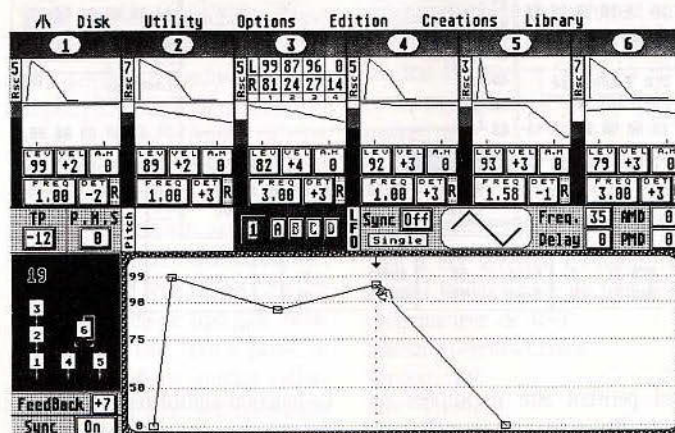 Disk Utility Options Edition Creations Library
1 2 3 4 5 6
Rsc 5 Rsc 7 Rsc 5 Rsc 5 Rsc 3 Rsc 7
L 99 87 96 0
R 81 24 27 14
1 2 3 4
LEV VEL A.M LEV VEL A.M LEV VEL A.M LEV VEL A.M LEV VEL A.M LEV VEL A.M
99 +2 0 89 +2 0 82 +4 0 92 +3 0 93 +3 0 79 +3 0
FREQ DET FREQ DET FREQ DET FREQ DET FREQ DET FREQ DET
1.00 -2 R 1.00 +3 R 3.00 +3 R 1.00 +3 R 1.58 -1 R 3.00 +3 R
TP P.M.S Pitch 1 A B C D LFO Sync Off Freq. 35 AMD 0
-12 0 Single Delay 0 PMD 0
19
3
2 6
1 4 5
FeedBack +7
Sync On
99
90
75
50
0